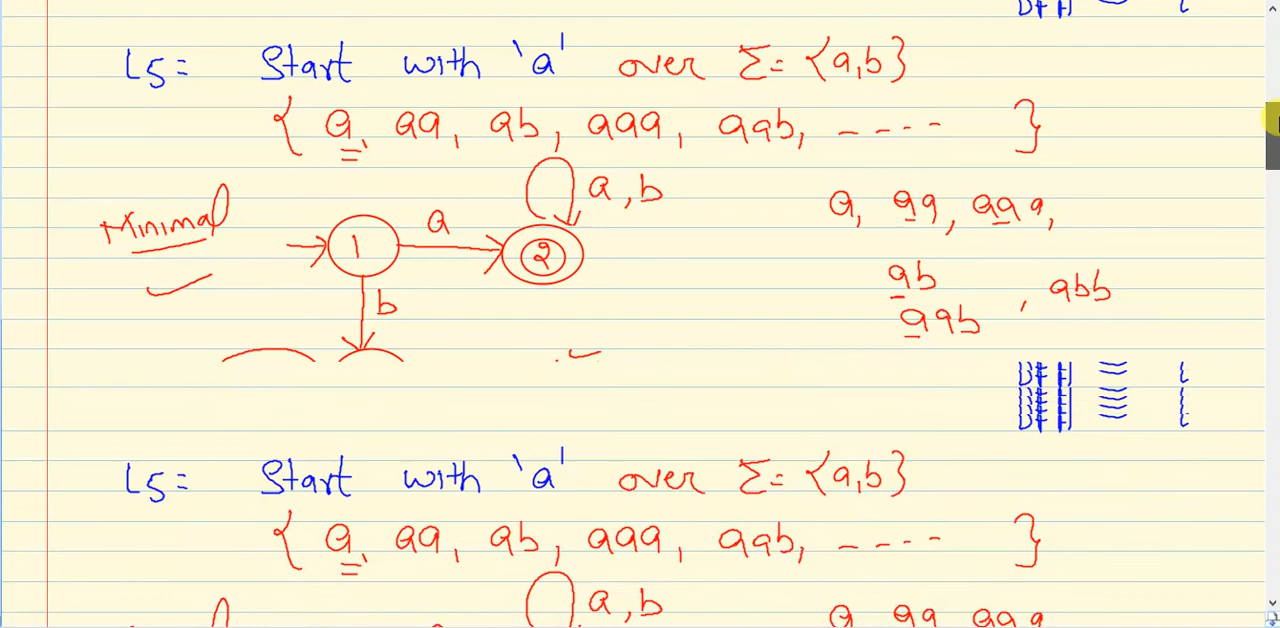 L5= Start with 'a' over Σ= {a,b}
{ a, aa, ab, aaa, aab, ---- }
a, b
Minimal
a
a, aa, aaa,
1
2
ab
, abb
b
aab
L5= Start with 'a' over Σ= {a,b}
{ a, aa, ab, aaa, aab, ---- }
a, b
a aa aaa